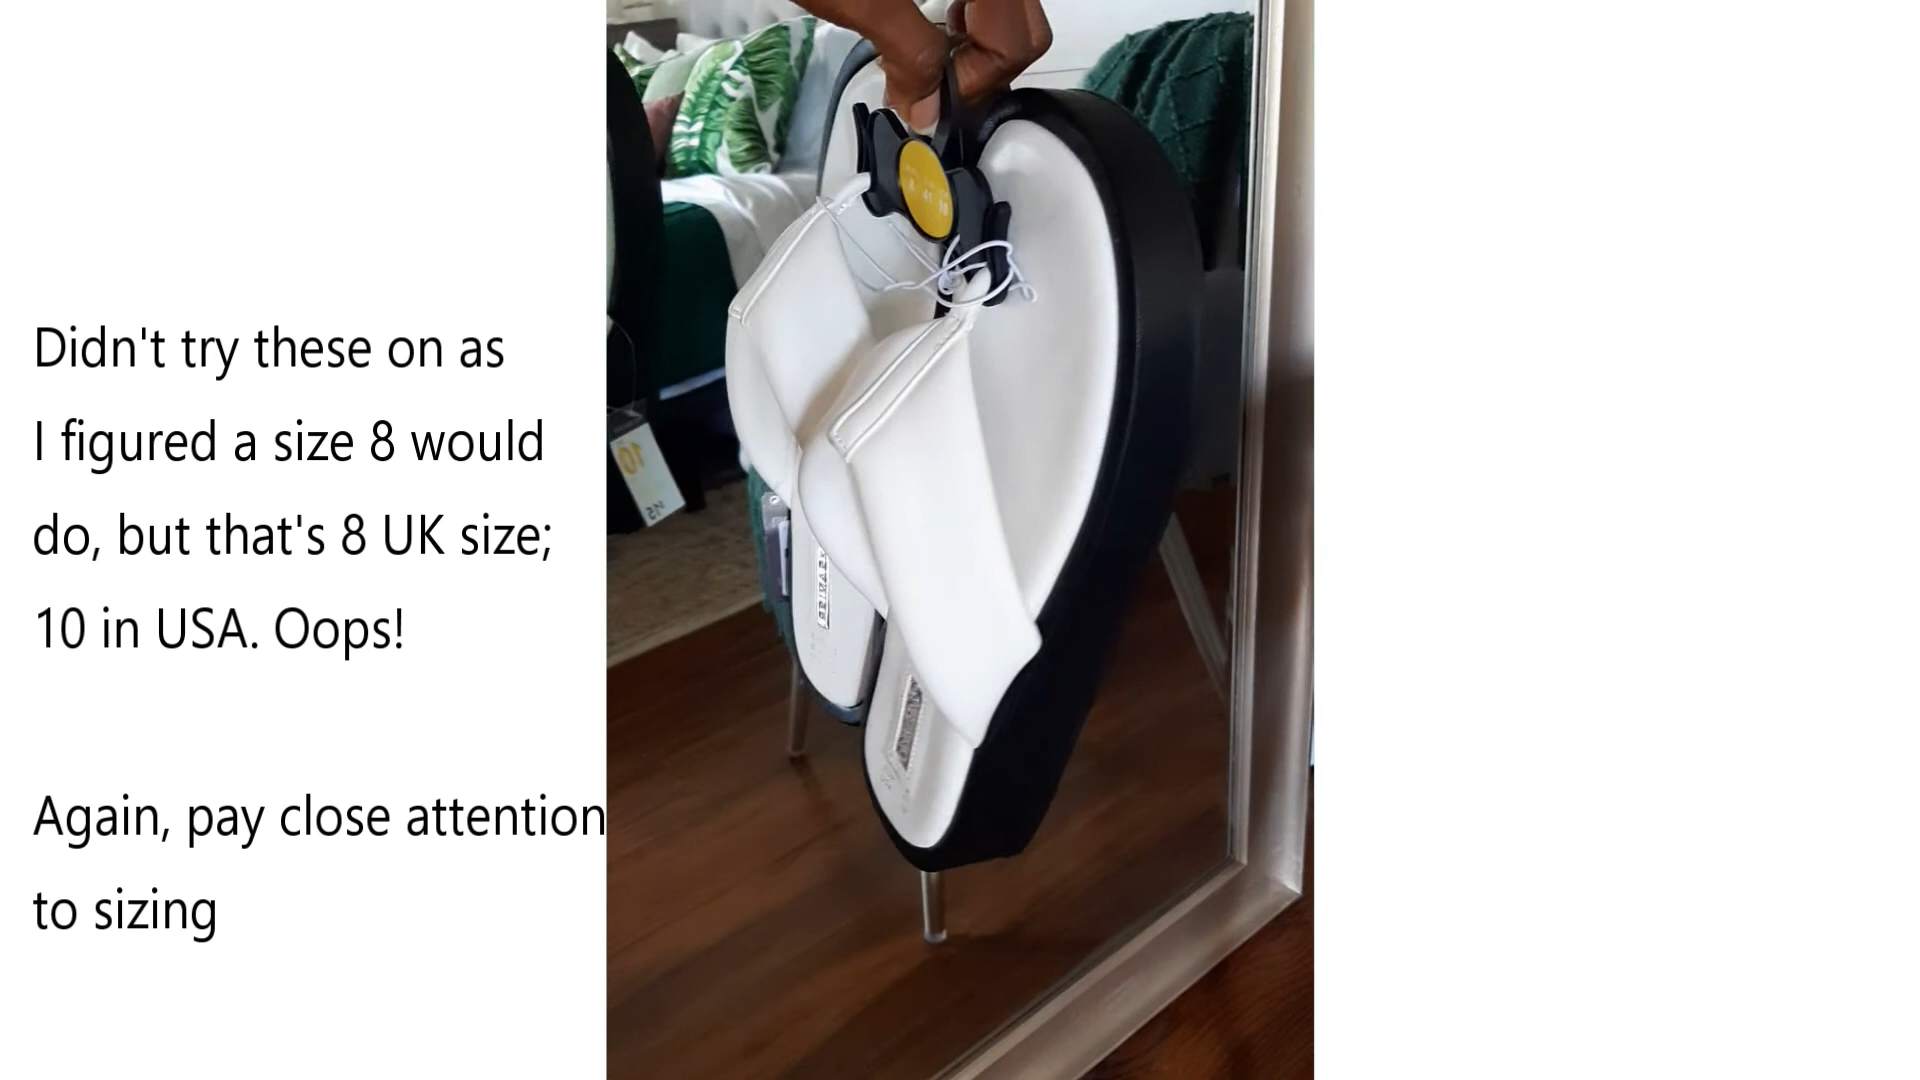 Didn't try these on as
I figured a size 8 would
do, but that's 8 UK size;
10 in USA. Oops!
Again, pay close attention
to sizing